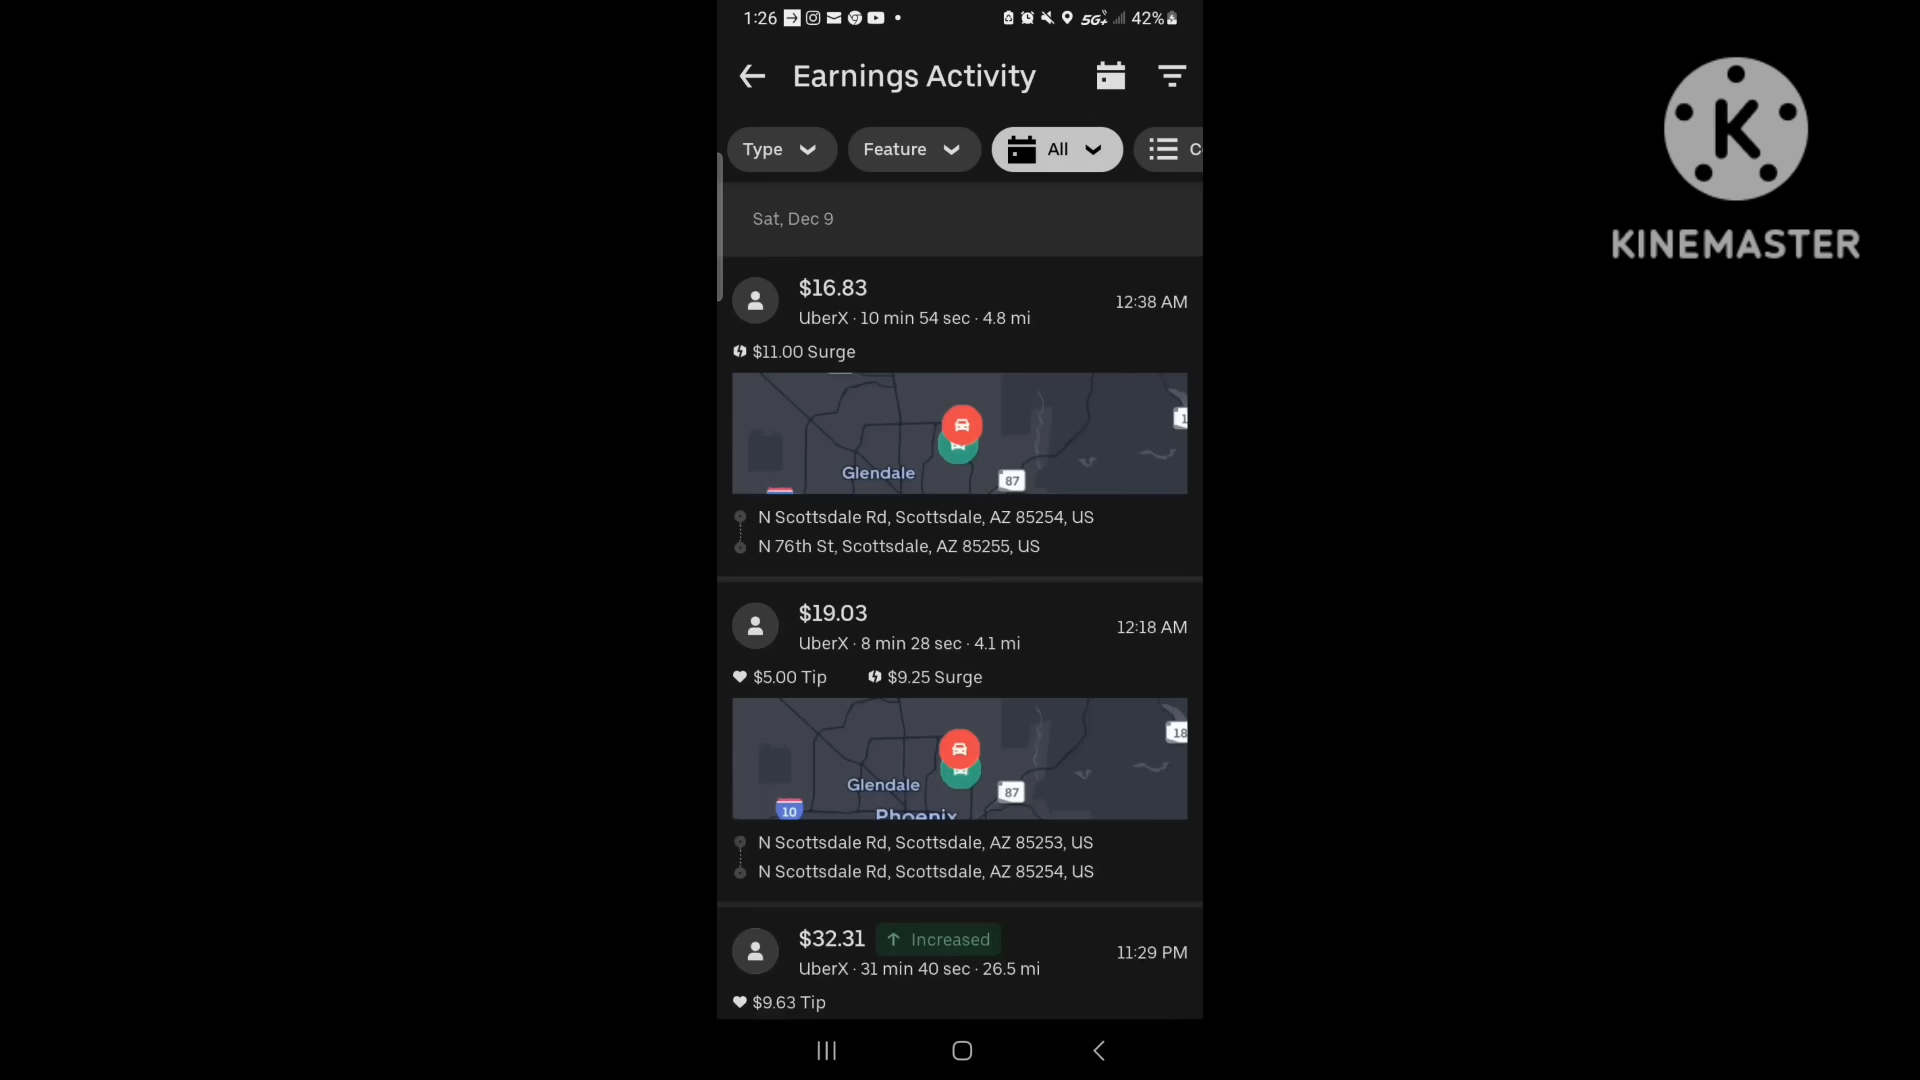 1:26 5G+ 42%
Earnings Activity
Type Feature All C
Sat, Dec 9
$16.83
UberX · 10 min 54 sec · 4.8 mi
12:38 AM
$11.00 Surge
Glendale
87
N Scottsdale Rd, Scottsdale, AZ 85254, US
N 76th St, Scottsdale, AZ 85255, US
$19.03
UberX · 8 min 28 sec · 4.1 mi
12:18 AM
$5.00 Tip $9.25 Surge
18
Glendale
87
10
Phoenix
N Scottsdale Rd, Scottsdale, AZ 85253, US
N Scottsdale Rd, Scottsdale, AZ 85254, US
$32.31 Increased
UberX · 31 min 40 sec · 26.5 mi
11:29 PM
$9.63 Tip
K
KINEMASTER